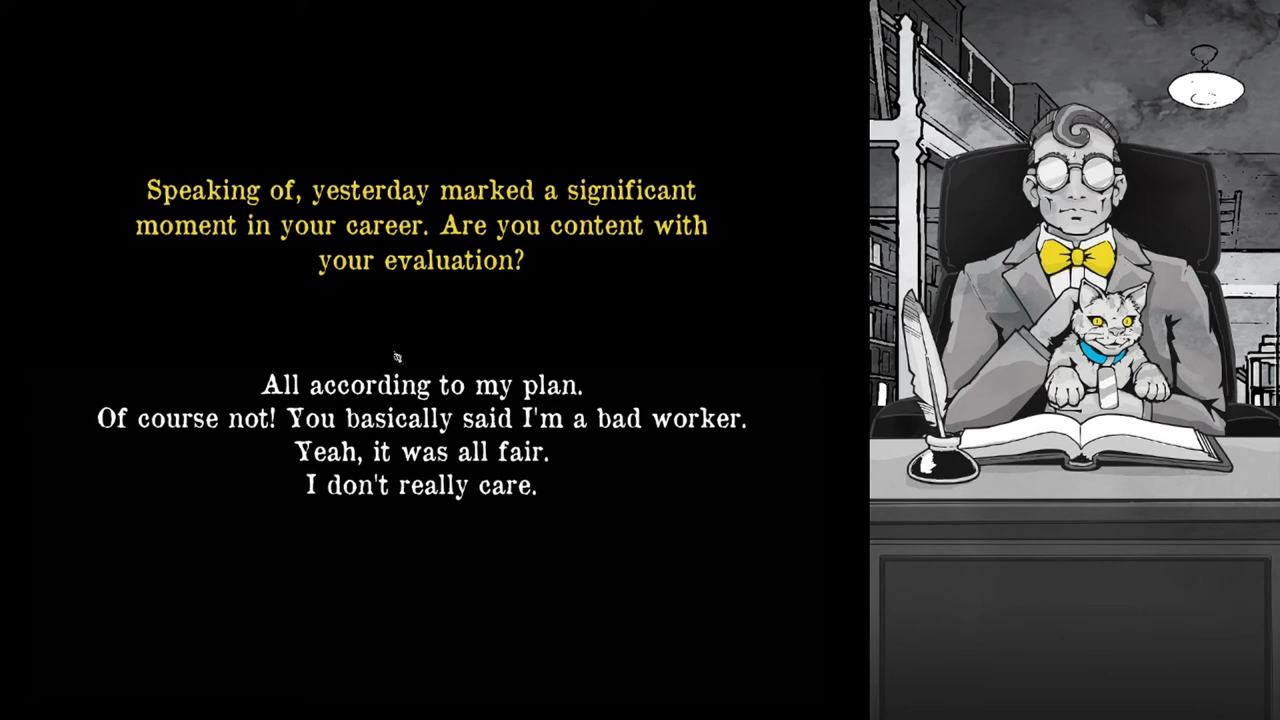 Speaking of, yesterday marked a significant
moment in your career. Are you content with
your evaluation?
All according to my plan.
Of course not! You basically said I'm a bad worker.
Yeah, it was all fair.
I don't really care.